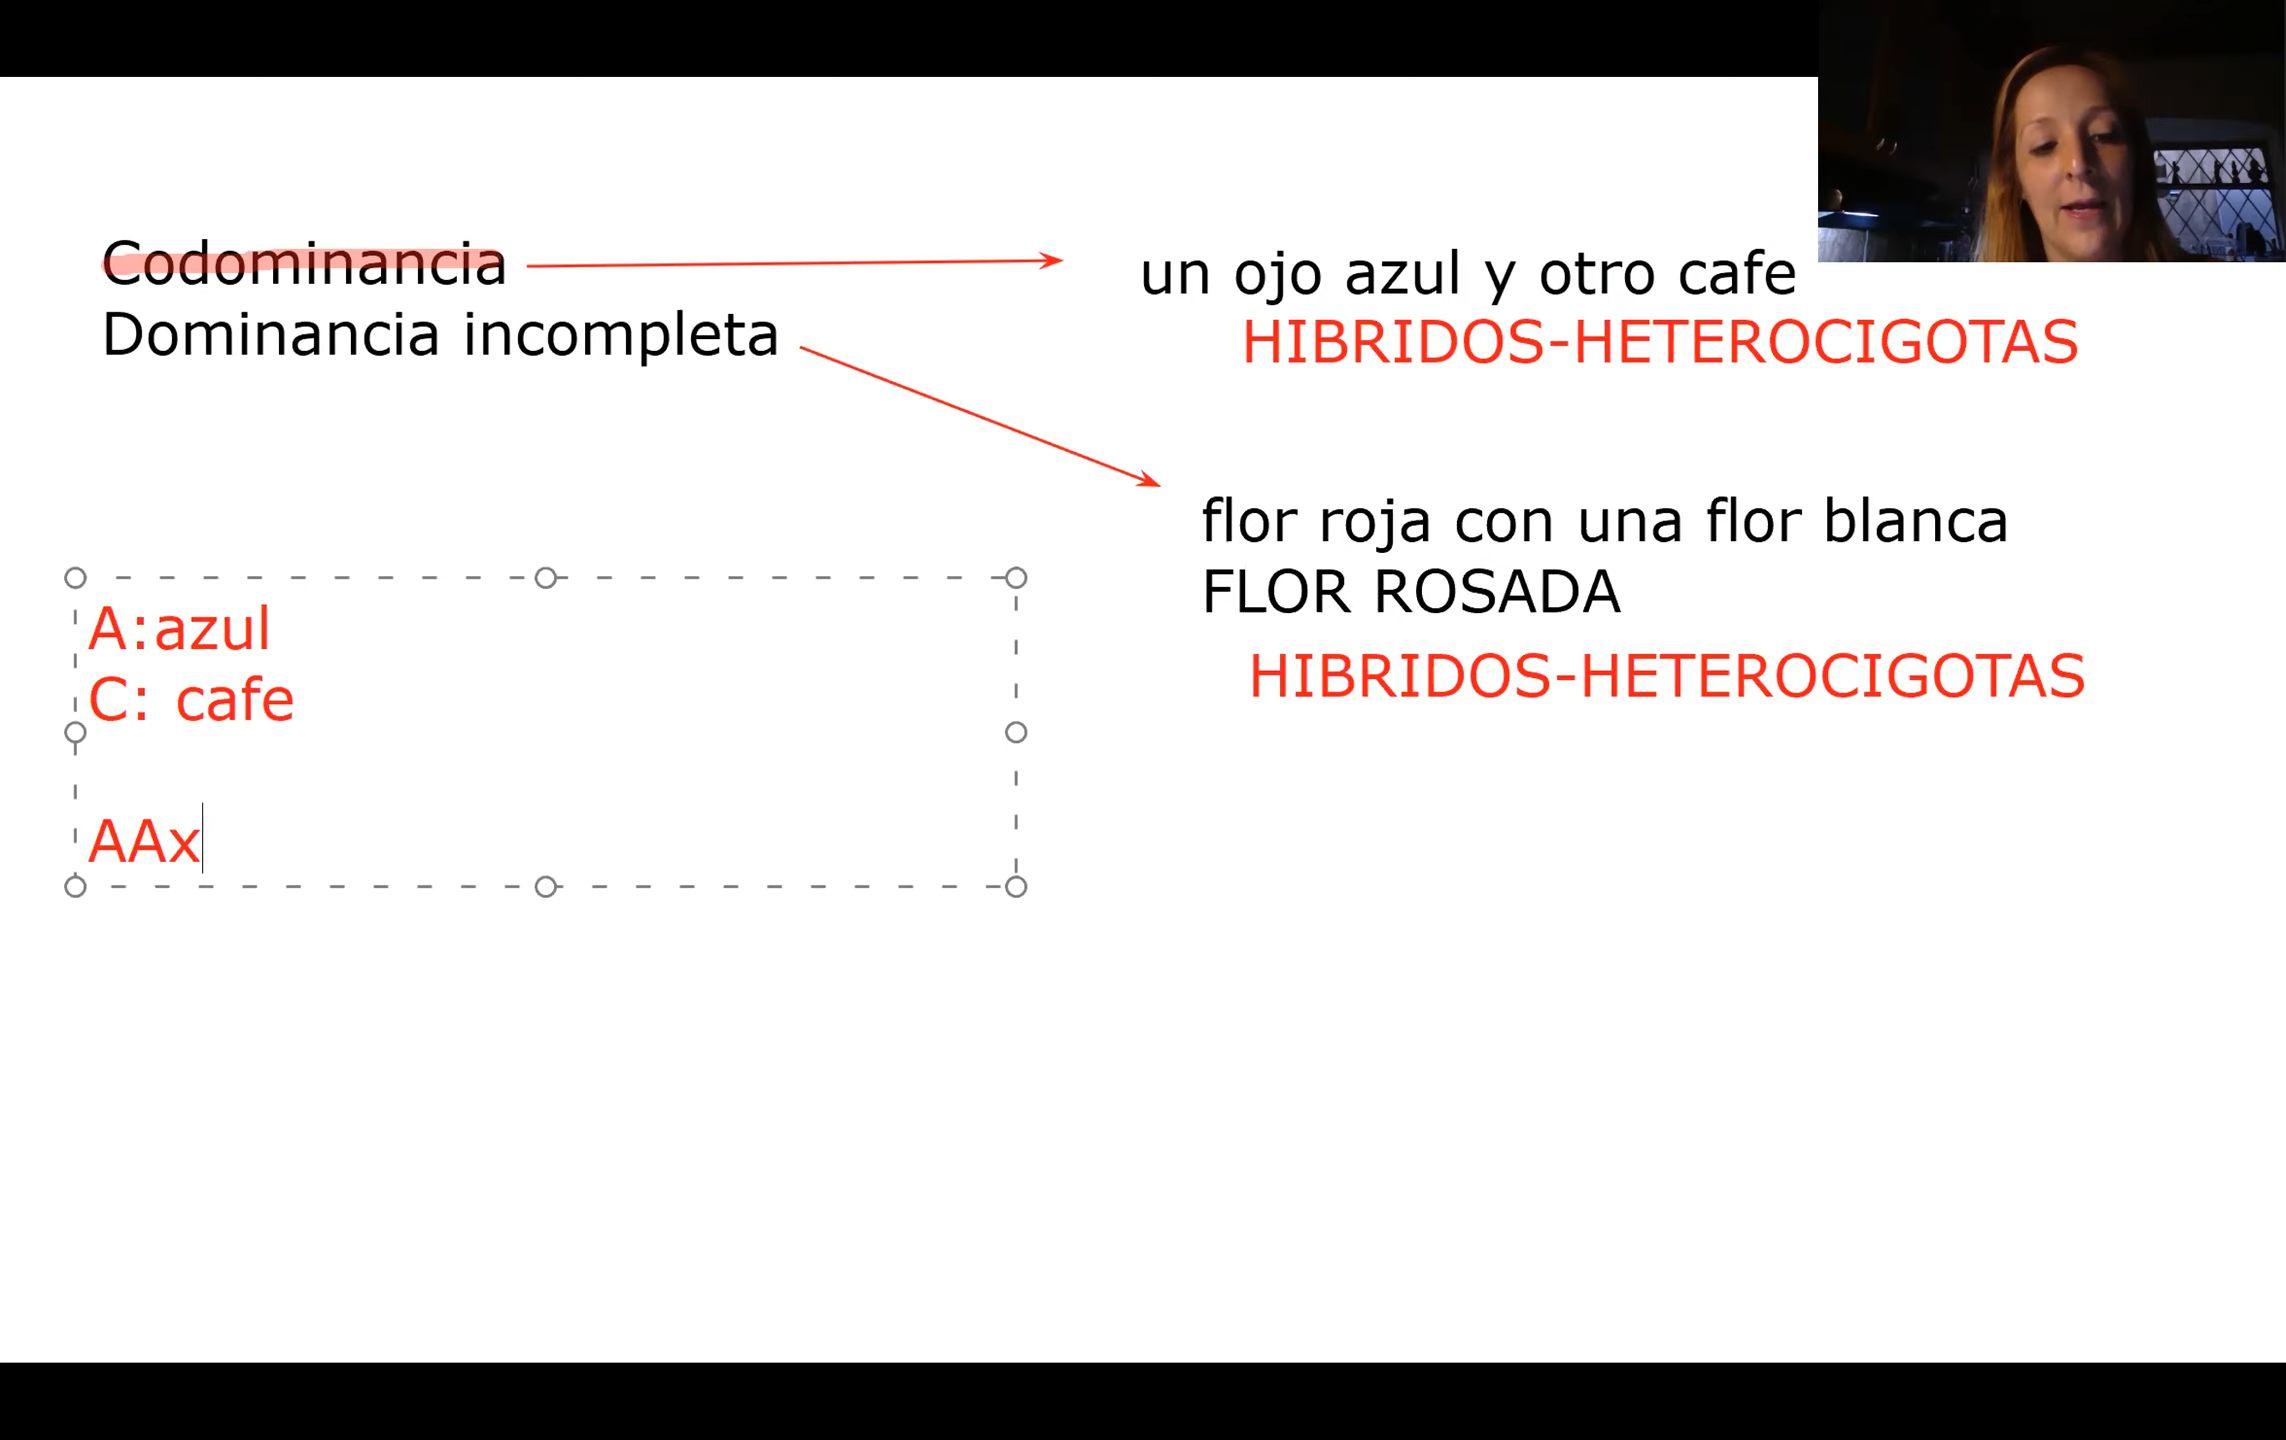 Codominancia
Dominancia incompleta
un ojo azul y otro cafe
HIBRIDOS-HETEROCIGOTAS
flor roja con una flor blanca
FLOR ROSADA
HIBRIDOS-HETEROCIGOTAS
A:azul
C: cafe
AAx